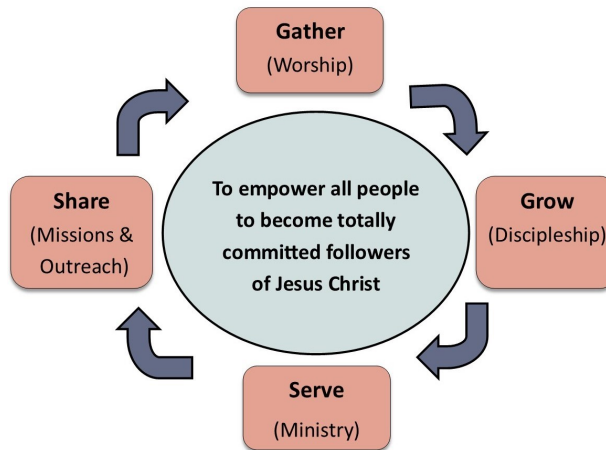 Gather
(Worship)
Grow
(Discipleship)
Serve
(Ministry)
Share
(Missions &
Outreach)
To empower all people
to become totally
committed followers
of Jesus Christ